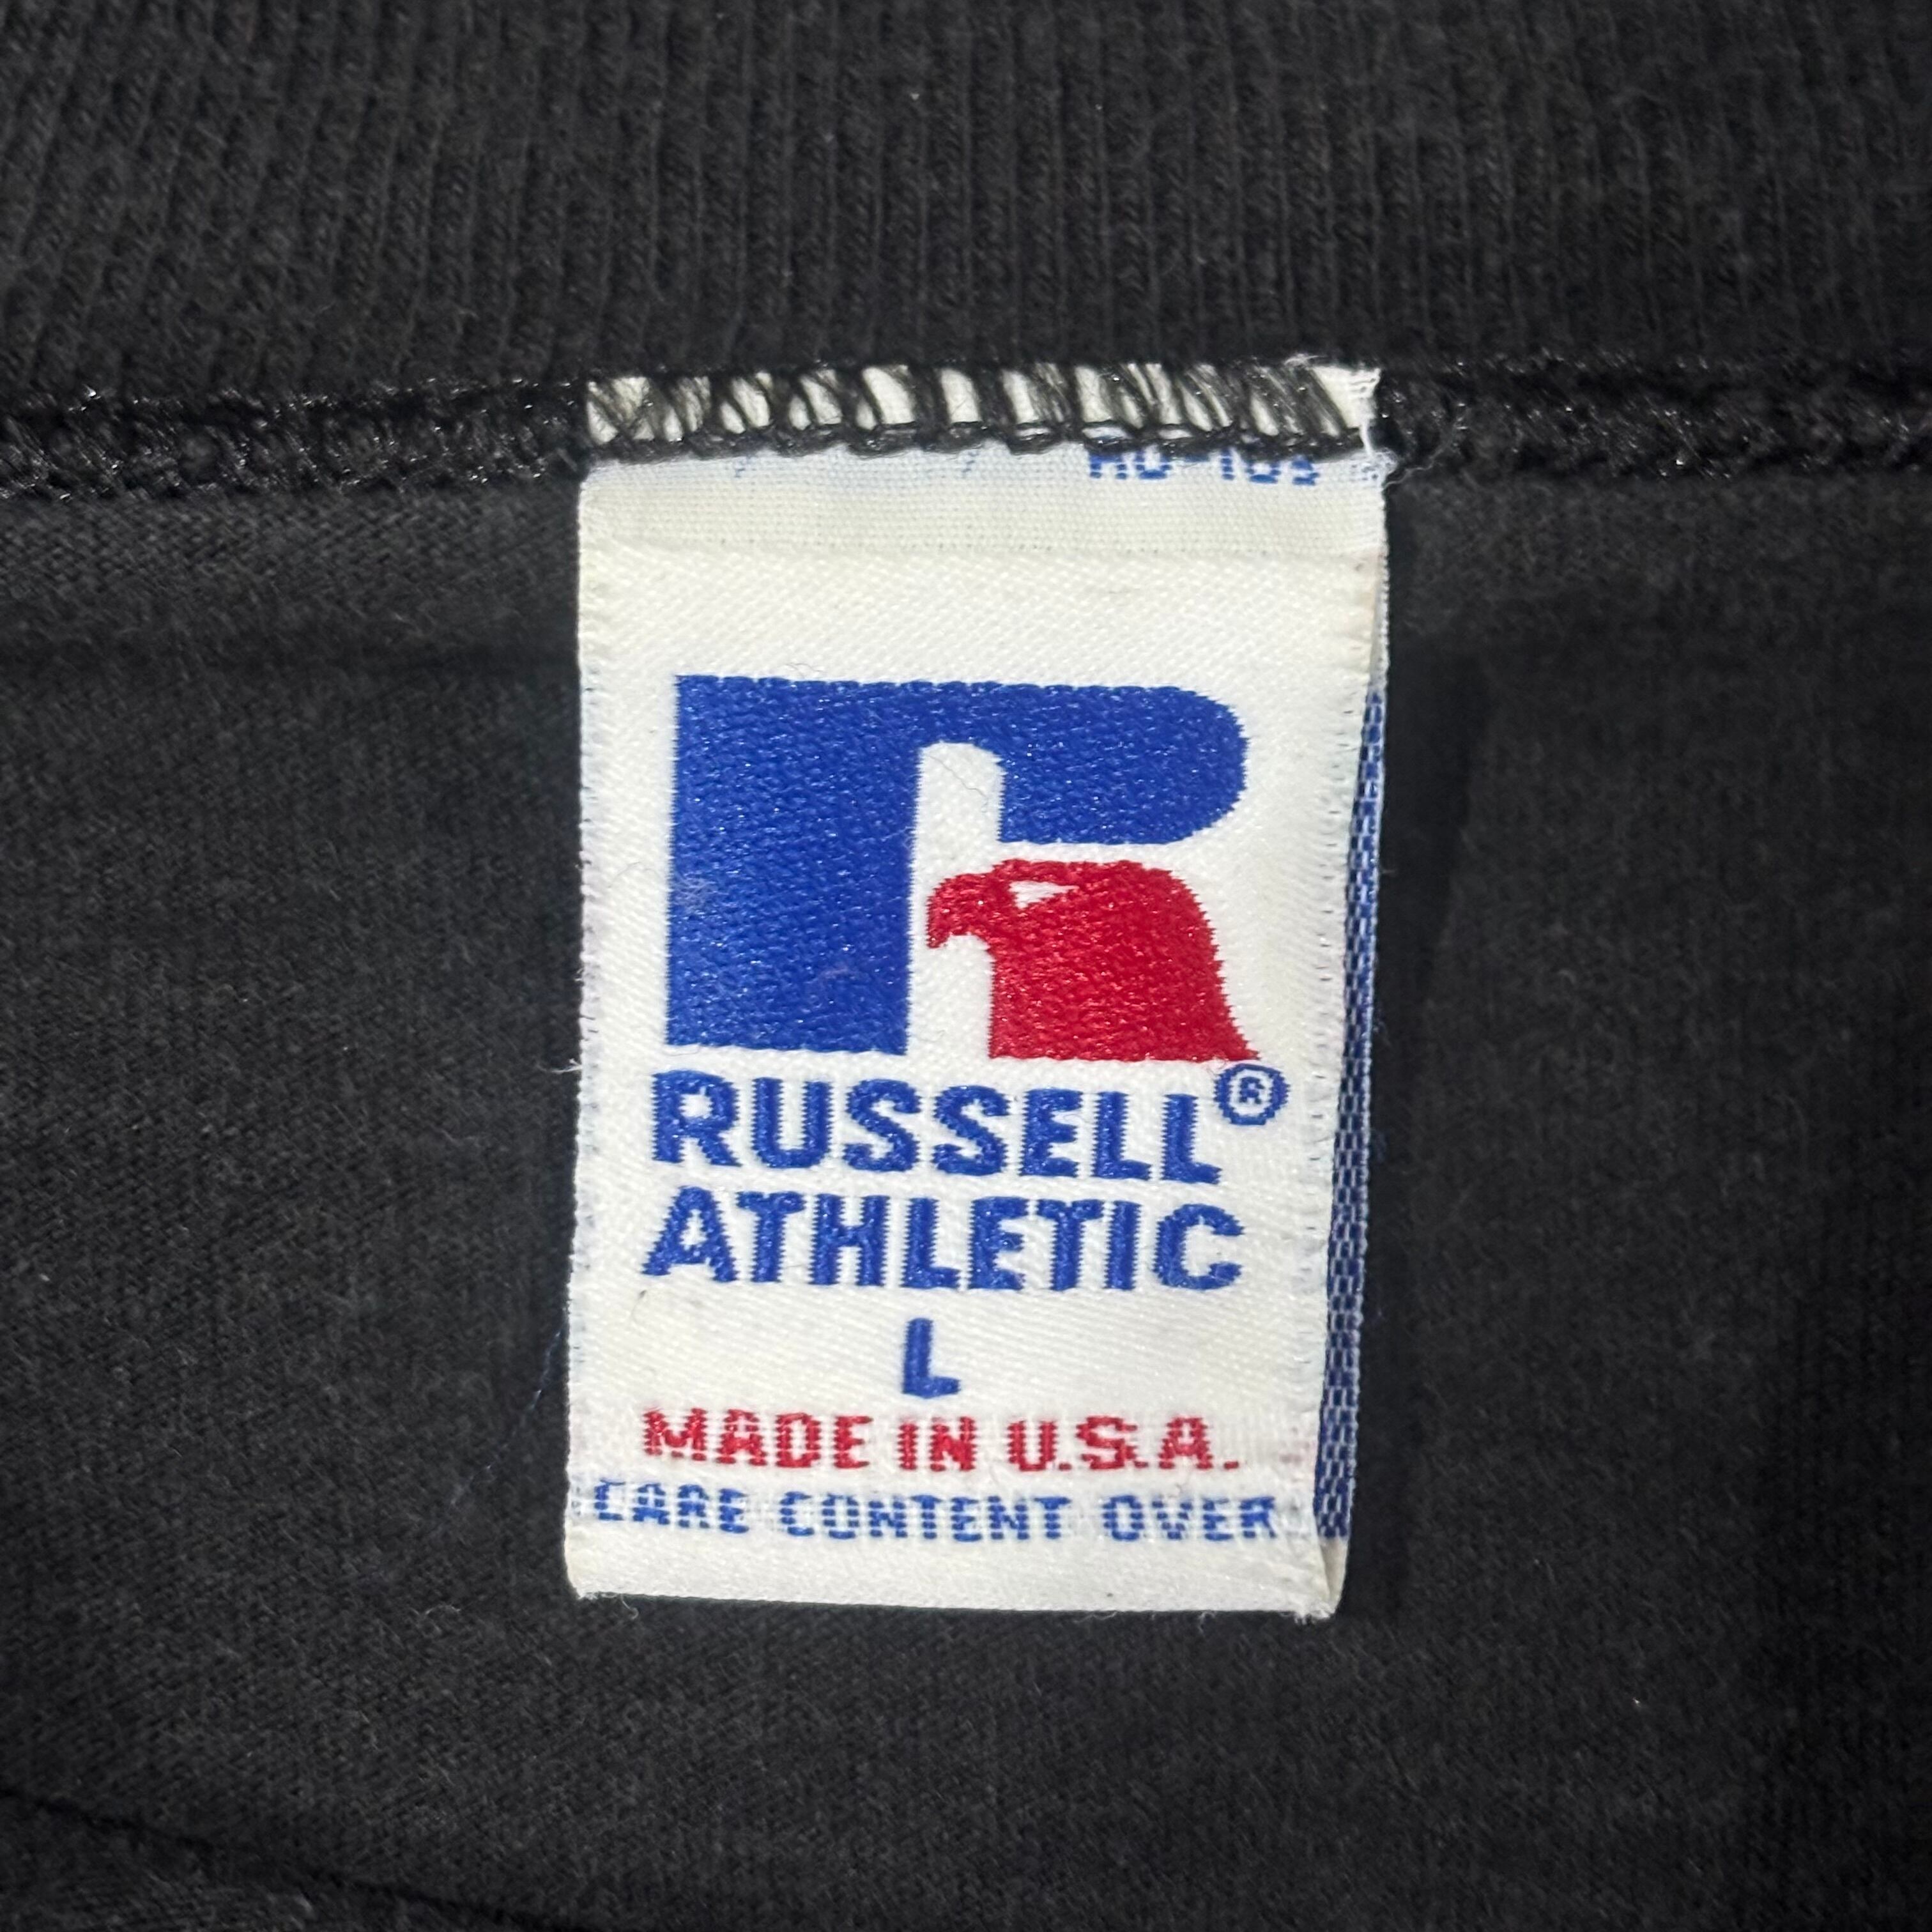 RUSSELL®
ATHLETIC
L
MADE IN U.S.A.
CARE CONTENT OVER